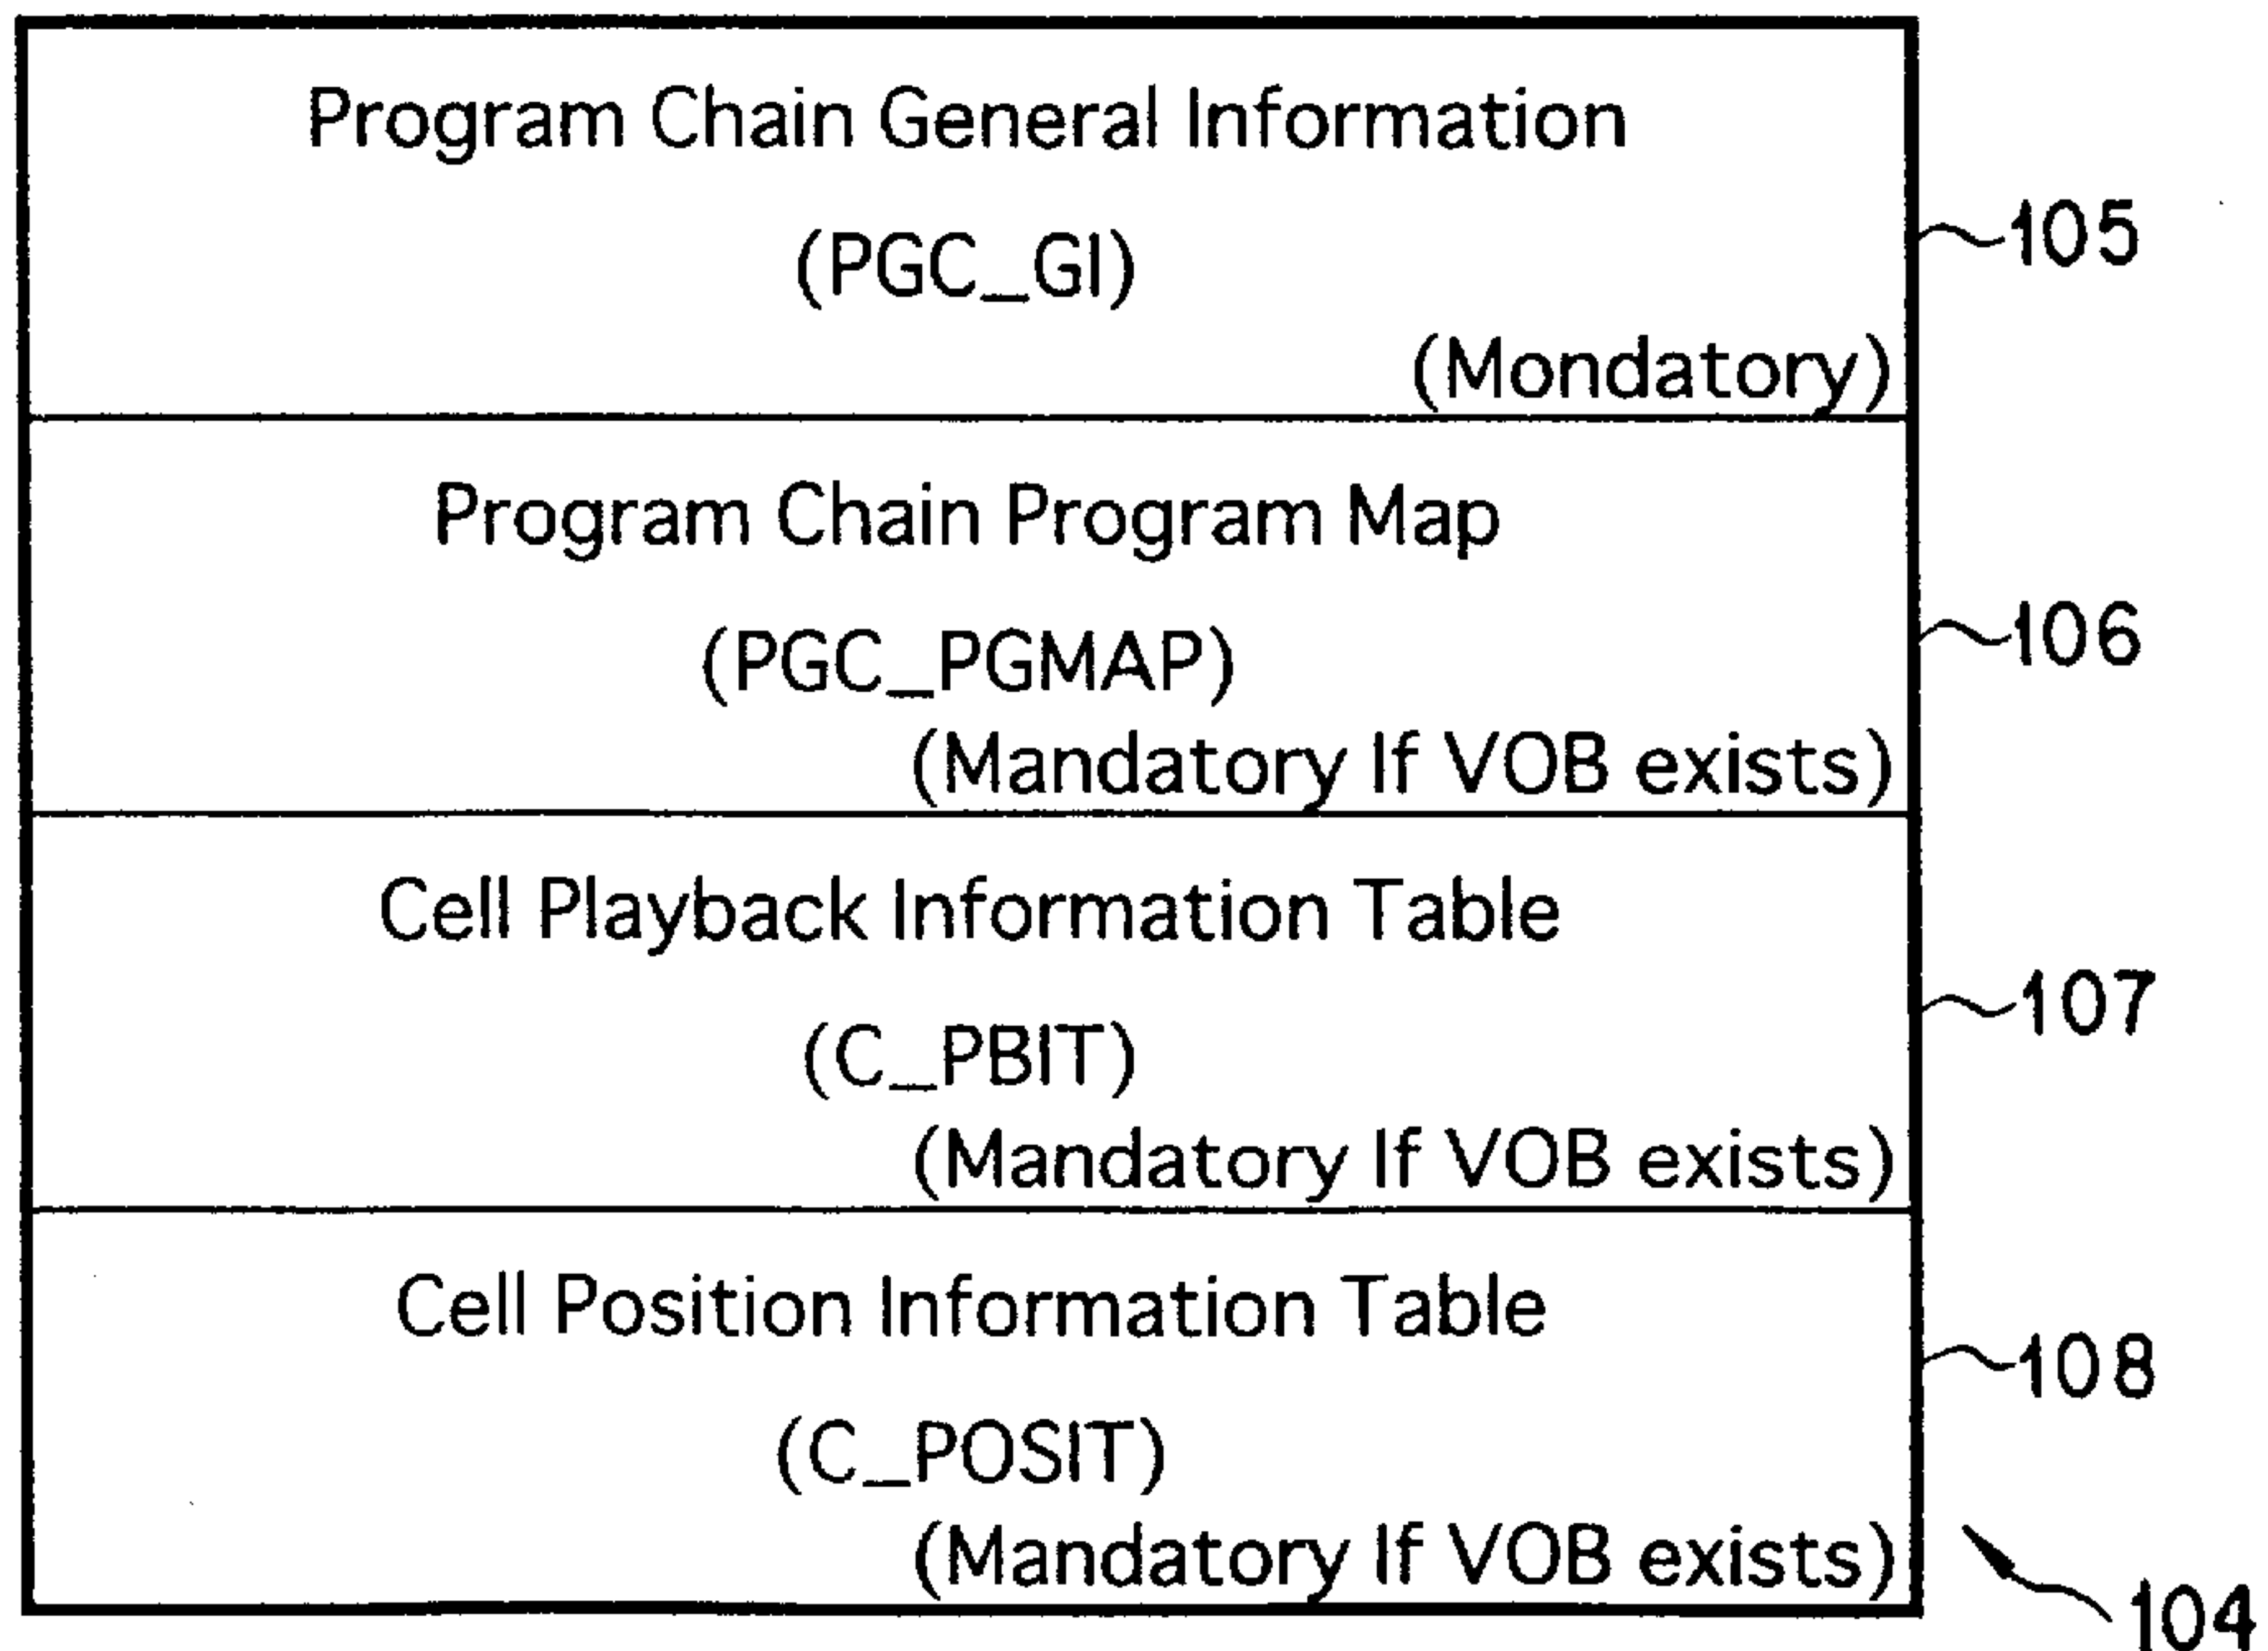 Program Chain General Information
(PGC_GI)
105
(Mondatory)
Program Chain Program Map
(PGC_PGMAP)
106
(Mandatory If VOB exists)
Cell Playback Information Table
(C_PBIT)
107
(Mandatory If VOB exists)
Cell Position Information Table
108
(C_POSIT)
(Mandatory If VOB exists)
104